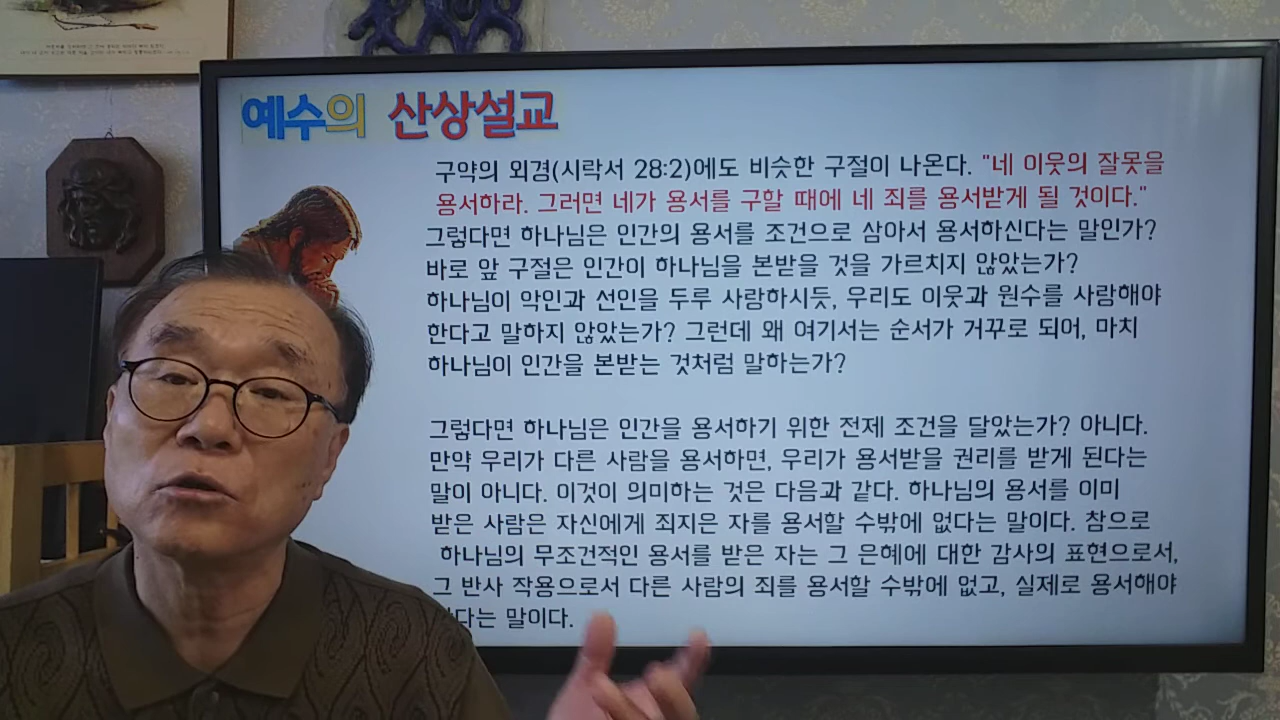 예수의 산상설교
구약의 외경(시락서 28:2)에도 비슷한 구절이 나온다. "네 이웃의 잘못을
용서하라. 그러면 네가 용서를 구할 때에 네 죄를 용서받게 될 것이다."
그렇다면 하나님은 인간의 용서를 조건으로 삼아서 용서하신다는 말인가?
바로 앞 구절은 인간이 하나님을 본받을 것을 가르치지 않았는가?
하나님이 악인과 선인을 두루 사랑하시듯, 우리도 이웃과 원수를 사랑해야
한다고 말하지 않았는가? 그런데 왜 여기서는 순서가 거꾸로 되어, 마치
하나님이 인간을 본받는 것처럼 말하는가?
그렇다면 하나님은 인간을 용서하기 위한 전제 조건을 달았는가? 아니다.
만약 우리가 다른 사람을 용서하면, 우리가 용서받을 권리를 받게 된다는
말이 아니다. 이것이 의미하는 것은 다음과 같다. 하나님의 용서를 이미
받은 사람은 자신에게 죄지은 자를 용서할 수밖에 없다는 말이다. 참으로
하나님의 무조건적인 용서를 받은 자는 그 은혜에 대한 감사의 표현으로서,
그 반사 작용으로서 다른 사람의 죄를 용서할 수밖에 없고, 실제로 용서해야
다는 말이다.